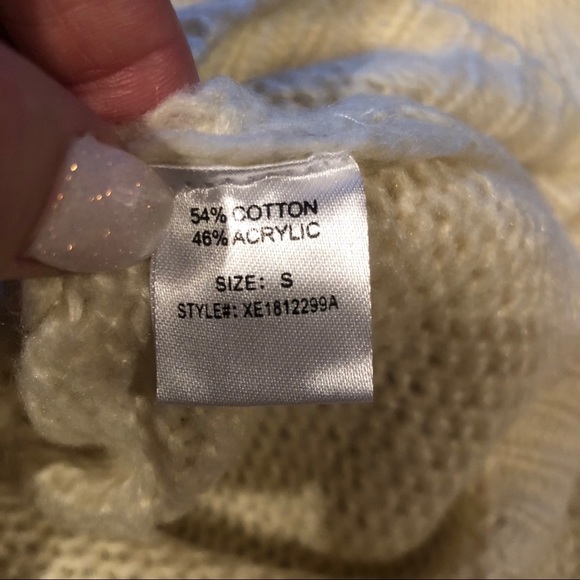 54% COTTON
46% ACRYLIC
SIZE: S
STYLE#: XE1812299A